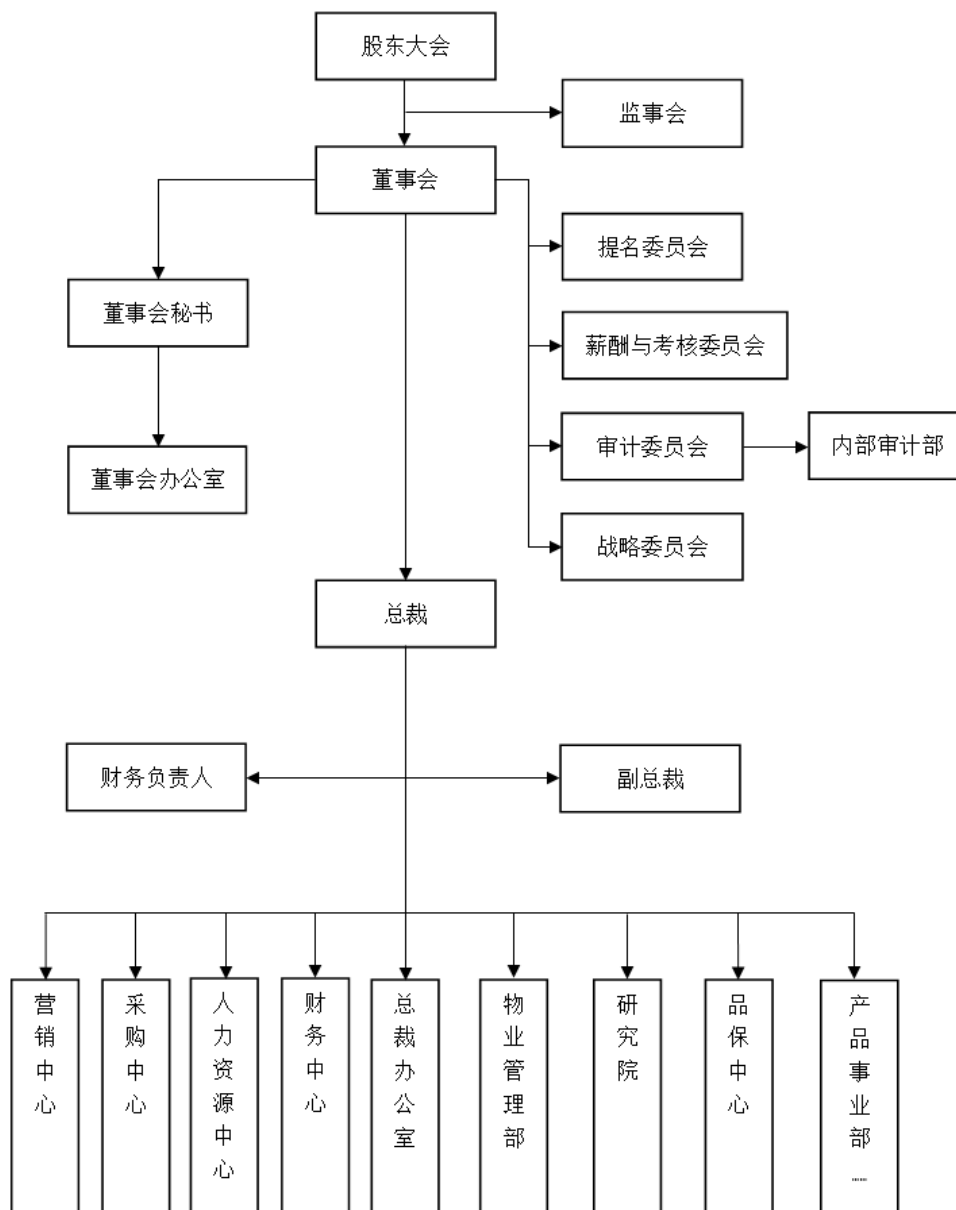 股东大会
监事会
董事会
提名委员会
董事会秘书
薪酬与考核委员会
审计委员会
内部审计部
董事会办公室
战略委员会
总裁
财务负责人
副总裁
营销中心
采购中心
人力资源中心
财务中心
总裁办公室
物业管理部
研究院
品保中心
产品事业部……